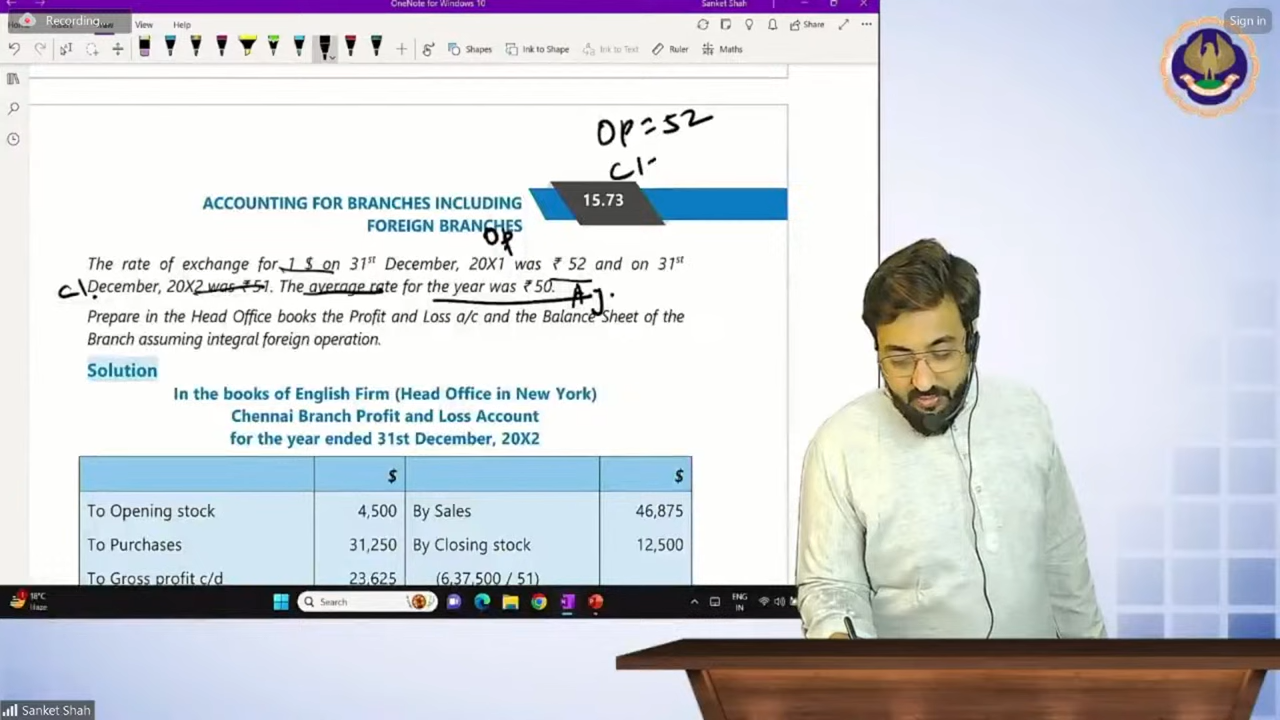 OneNote for Windows 10
Sanket Shah
Recording
View
Help
Sign in
Share
Shapes
Ink to Shape
Ink to Text
Ruler
Maths
OP = 52
Cl-
15.73
ACCOUNTING FOR BRANCHES INCLUDING
FOREIGN BRANCHES
OP
The rate of exchange for 1 $ on 31st December, 20X1 was ₹ 52 and on 31st
Cl.
December, 20X2 was ₹ 51. The average rate for the year was ₹ 50.
Prepare in the Head Office books the Profit and Loss a/c and the Balance Sheet of the
Branch assuming integral foreign operation.
Solution
In the books of English Firm (Head Office in New York)
Chennai Branch Profit and Loss Account
for the year ended 31st December, 20X2
$ $
To Opening stock 4,500 By Sales 46,875
To Purchases 31,250 By Closing stock 12,500
To Gross profit c/d 23,625 (6,37,500 / 51)
18°C
Haze
Search
ENG
IN
Sanket Shah